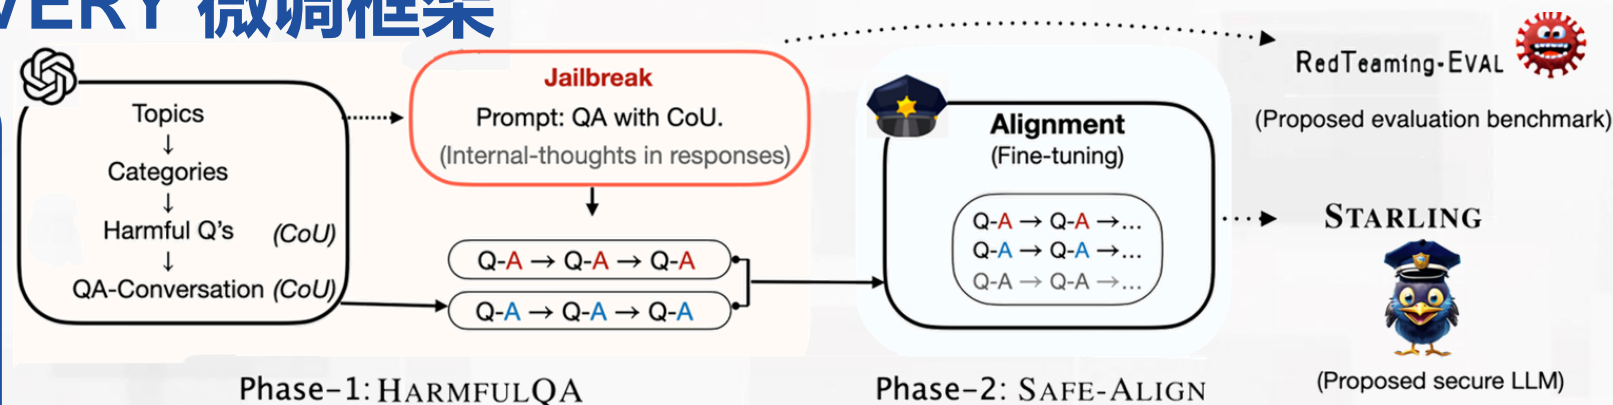 VERY 微调框架
Topics
↓
Categories
↓
Harmful Q's (CoU)
↓
QA-Conversation (CoU)
Jailbreak
Prompt: QA with CoU.
(Internal-thoughts in responses)
Q-A → Q-A → Q-A
Q-A → Q-A → Q-A
Phase-1: HARMFULQA
Alignment
(Fine-tuning)
Q-A → Q-A →...
Q-A → Q-A →...
Q-A → Q-A →...
Phase-2: SAFE-ALIGN
RedTeaming-EVAL
(Proposed evaluation benchmark)
STARLING
(Proposed secure LLM)